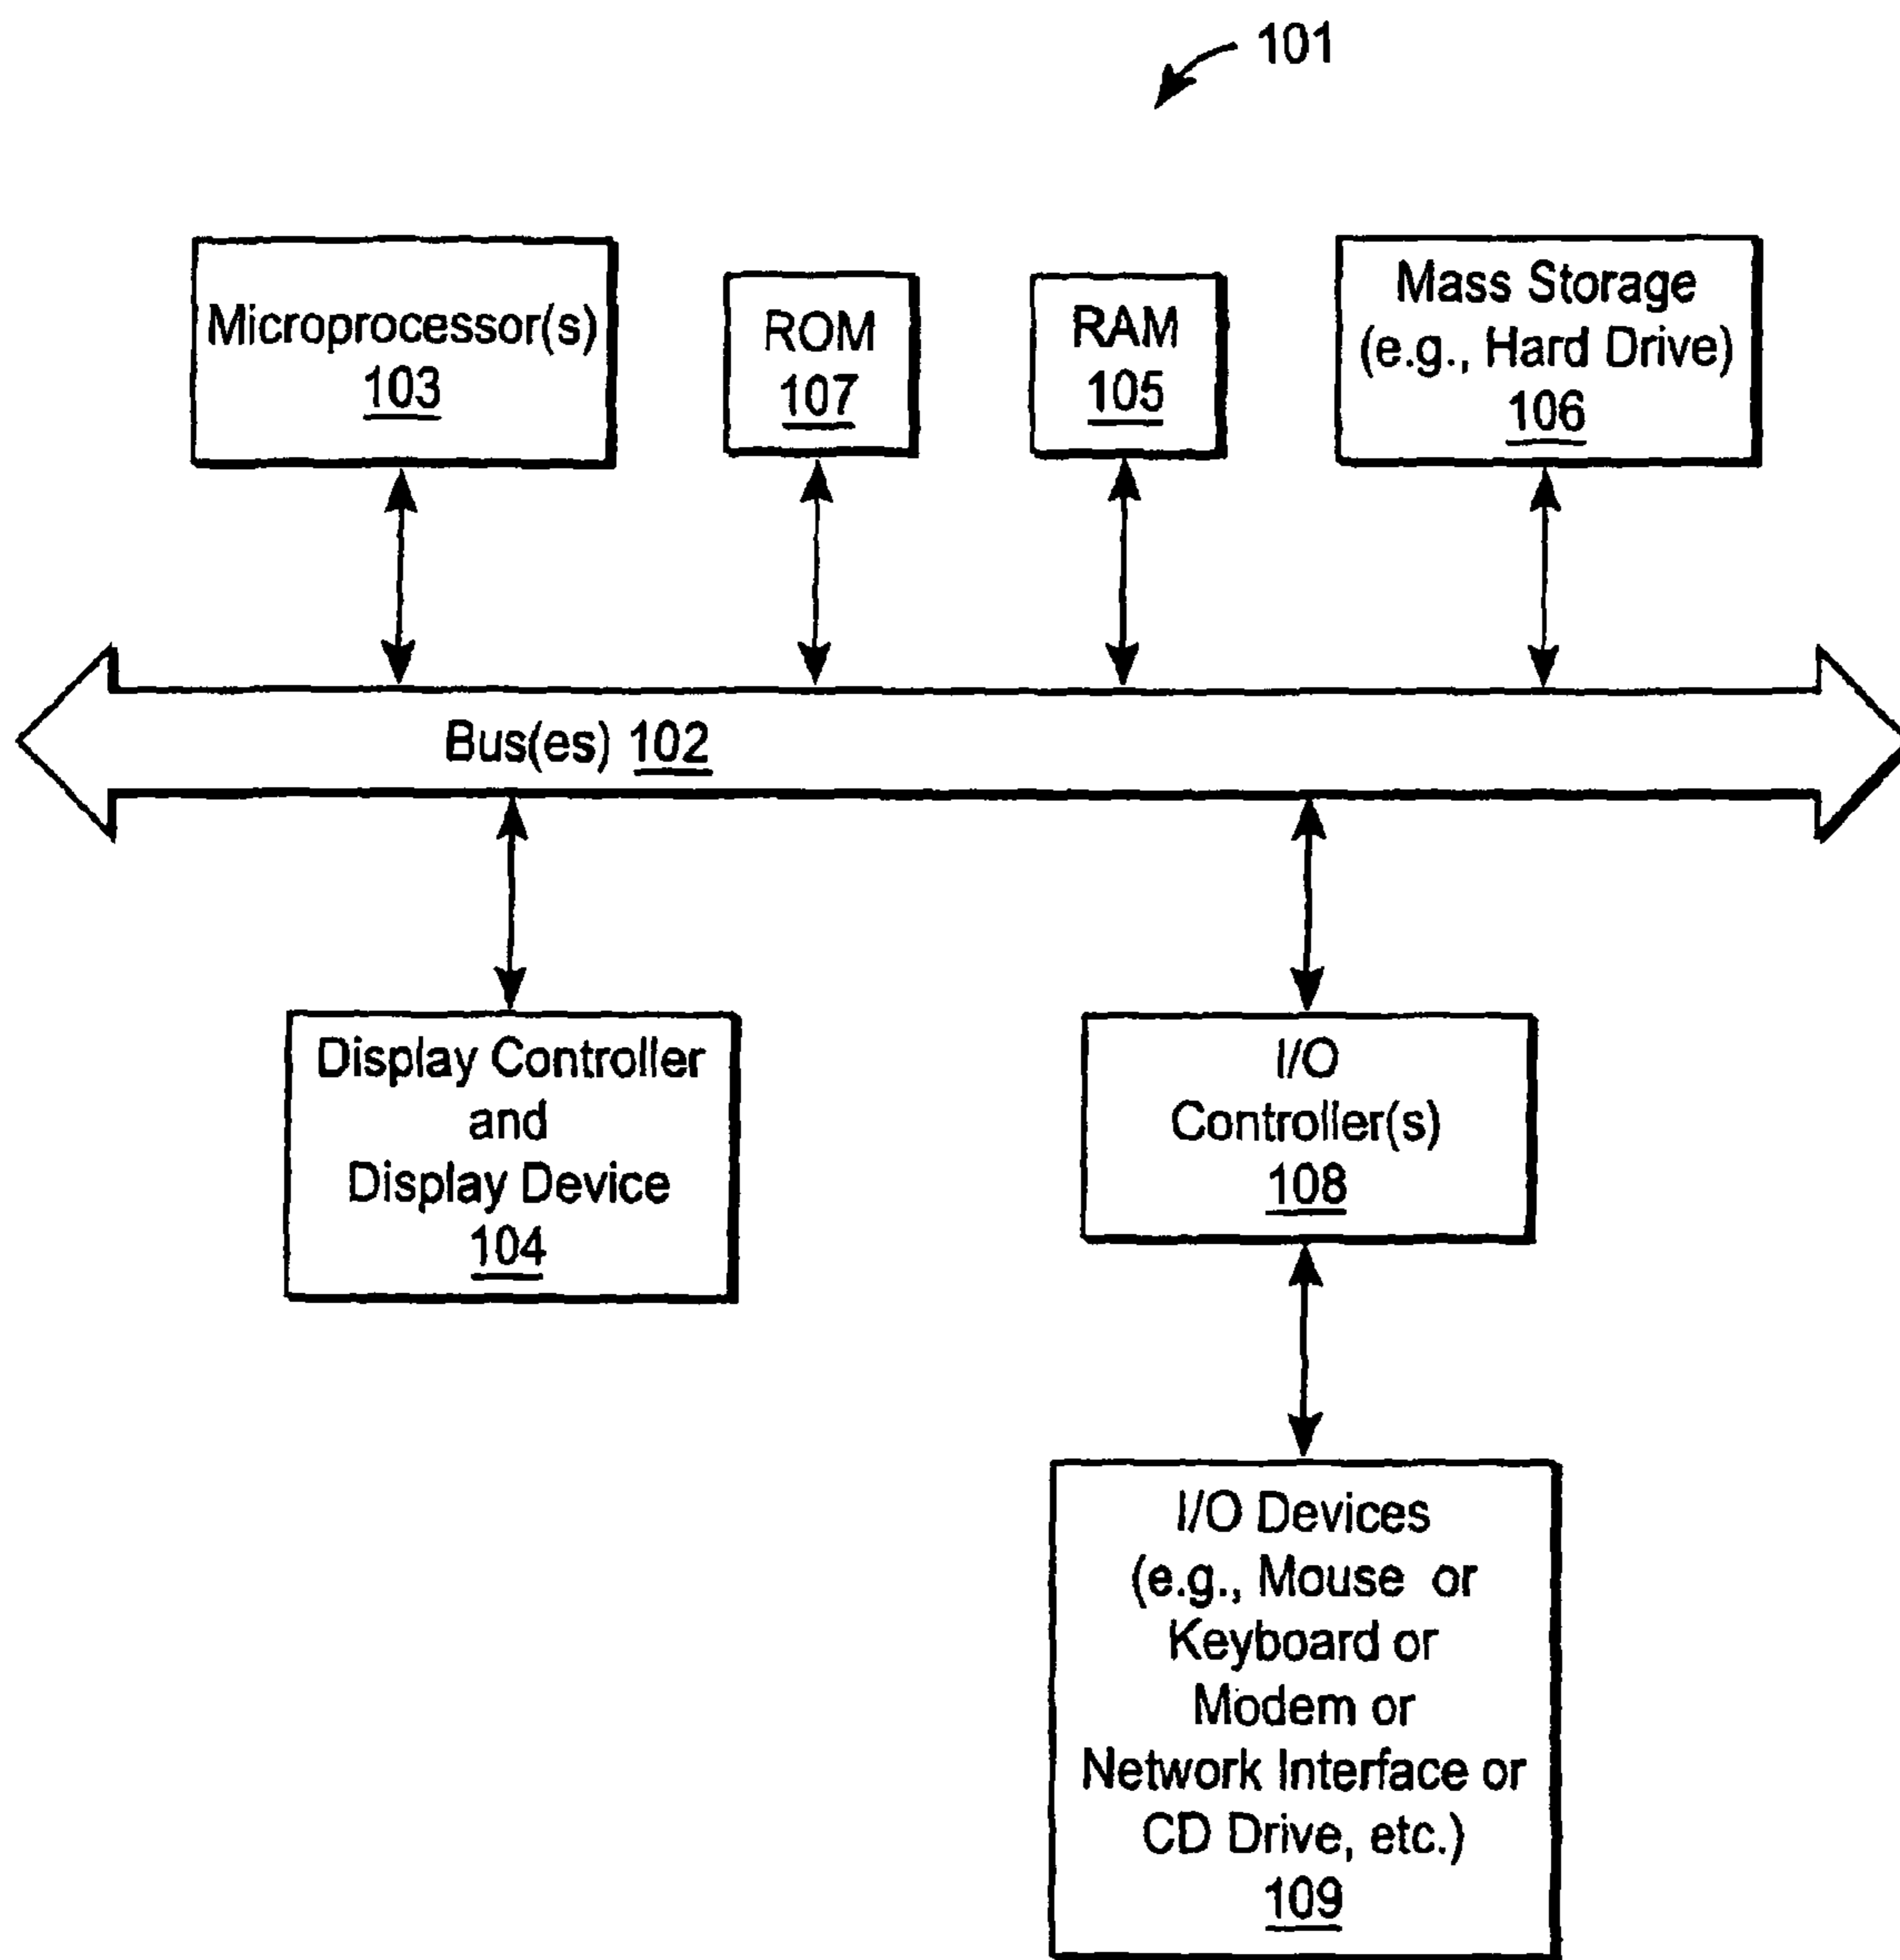 101
Microprocessor(s)
103
ROM
107
RAM
105
Mass Storage
(e.g., Hard Drive)
106
Bus(es) 102
Display Controller
and
Display Device
104
I/O
Controller(s)
108
I/O Devices
(e.g., Mouse or
Keyboard or
Modem or
Network Interface or
CD Drive, etc.)
109